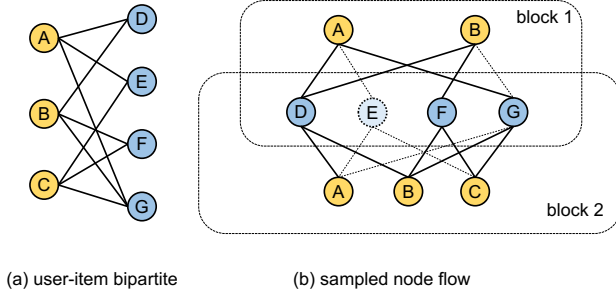 block 1
A
B
C
D
E
F
G
A
B
D
E
F
G
A
B
C
block 2
(a) user-item bipartite
(b) sampled node flow